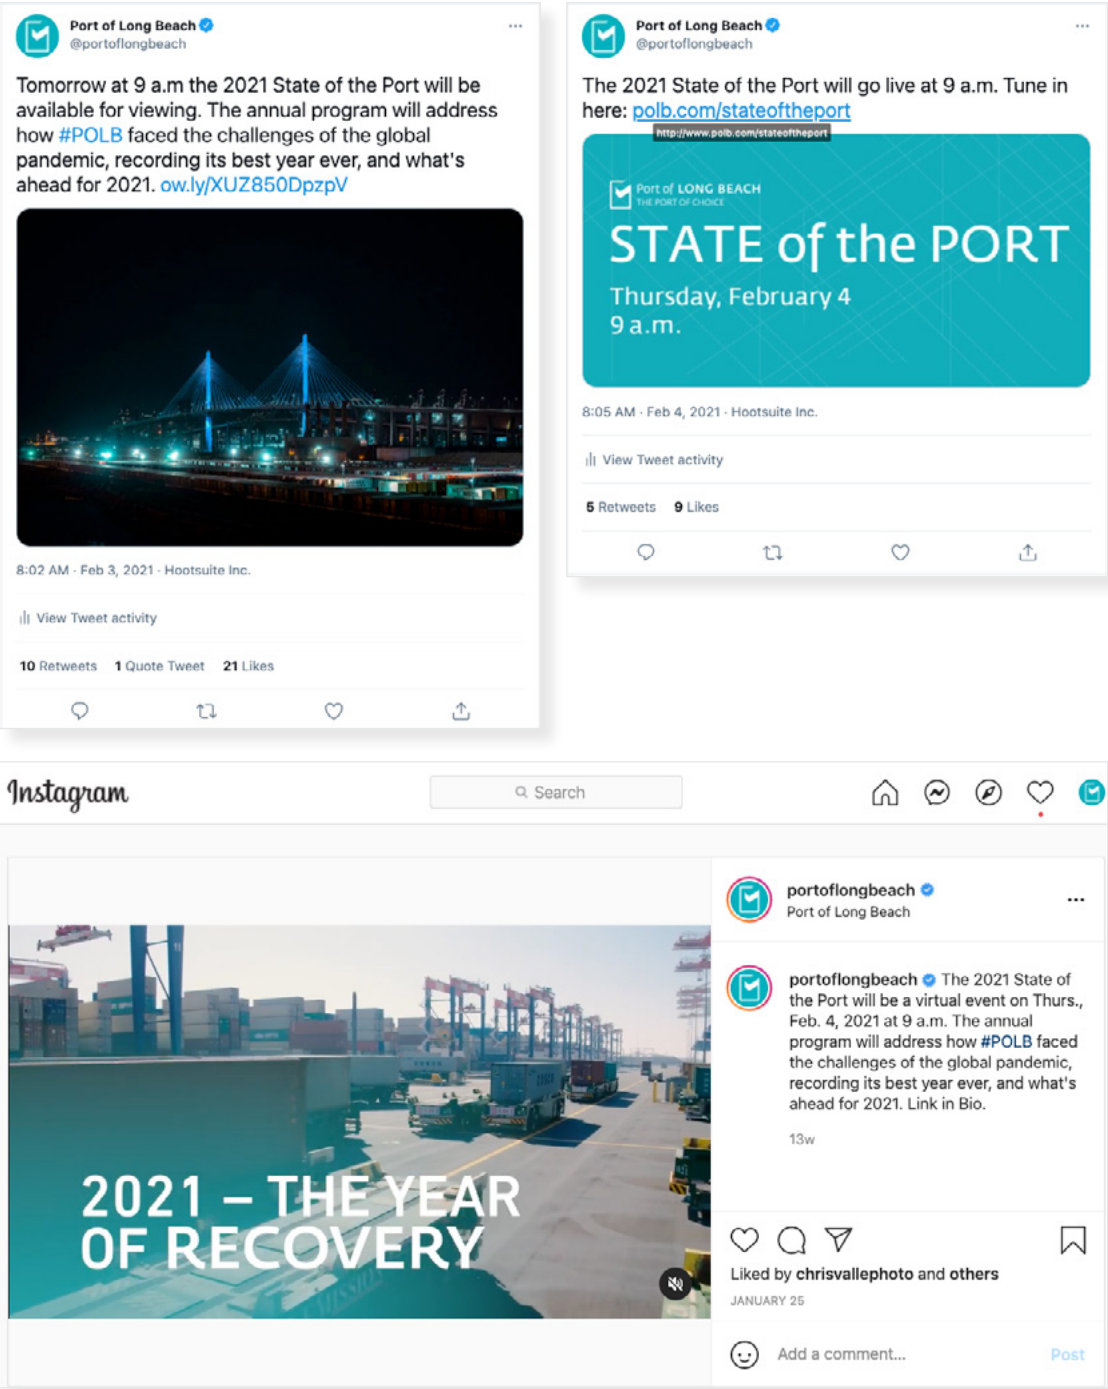 Port of Long Beach
@portoflongbeach
Tomorrow at 9 a.m the 2021 State of the Port will be
available for viewing. The annual program will address
how #POLB faced the challenges of the global
pandemic, recording its best year ever, and what's
ahead for 2021. ow.ly/XUZ850DpzpV
8:02 AM · Feb 3, 2021 · Hootsuite Inc.
View Tweet activity
10 Retweets 1 Quote Tweet 21 Likes
Port of Long Beach
@portoflongbeach
The 2021 State of the Port will go live at 9 a.m. Tune in
here: polb.com/stateoftheport
http://www.polb.com/stateoftheport
Port of LONG BEACH
THE PORT OF CHOICE
STATE of the PORT
Thursday, February 4
9 a.m.
8:05 AM · Feb 4, 2021 · Hootsuite Inc.
View Tweet activity
5 Retweets 9 Likes
Instagram
Search
2021 – THE YEAR
OF RECOVERY
portoflongbeach
Port of Long Beach
portoflongbeach The 2021 State of
the Port will be a virtual event on Thurs.,
Feb. 4, 2021 at 9 a.m. The annual
program will address how #POLB faced
the challenges of the global pandemic,
recording its best year ever, and what's
ahead for 2021. Link in Bio.
13w
Liked by chrisvallephoto and others
JANUARY 25
Add a comment...
Post